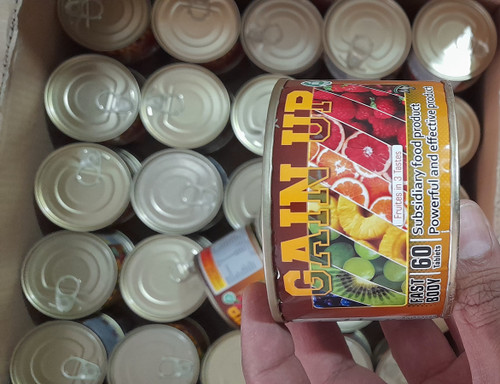 GAIN UP
Fruites in 3 Tastes
FAST
BODY
60
tablets
Subsidiary food product
Powerful and effective product